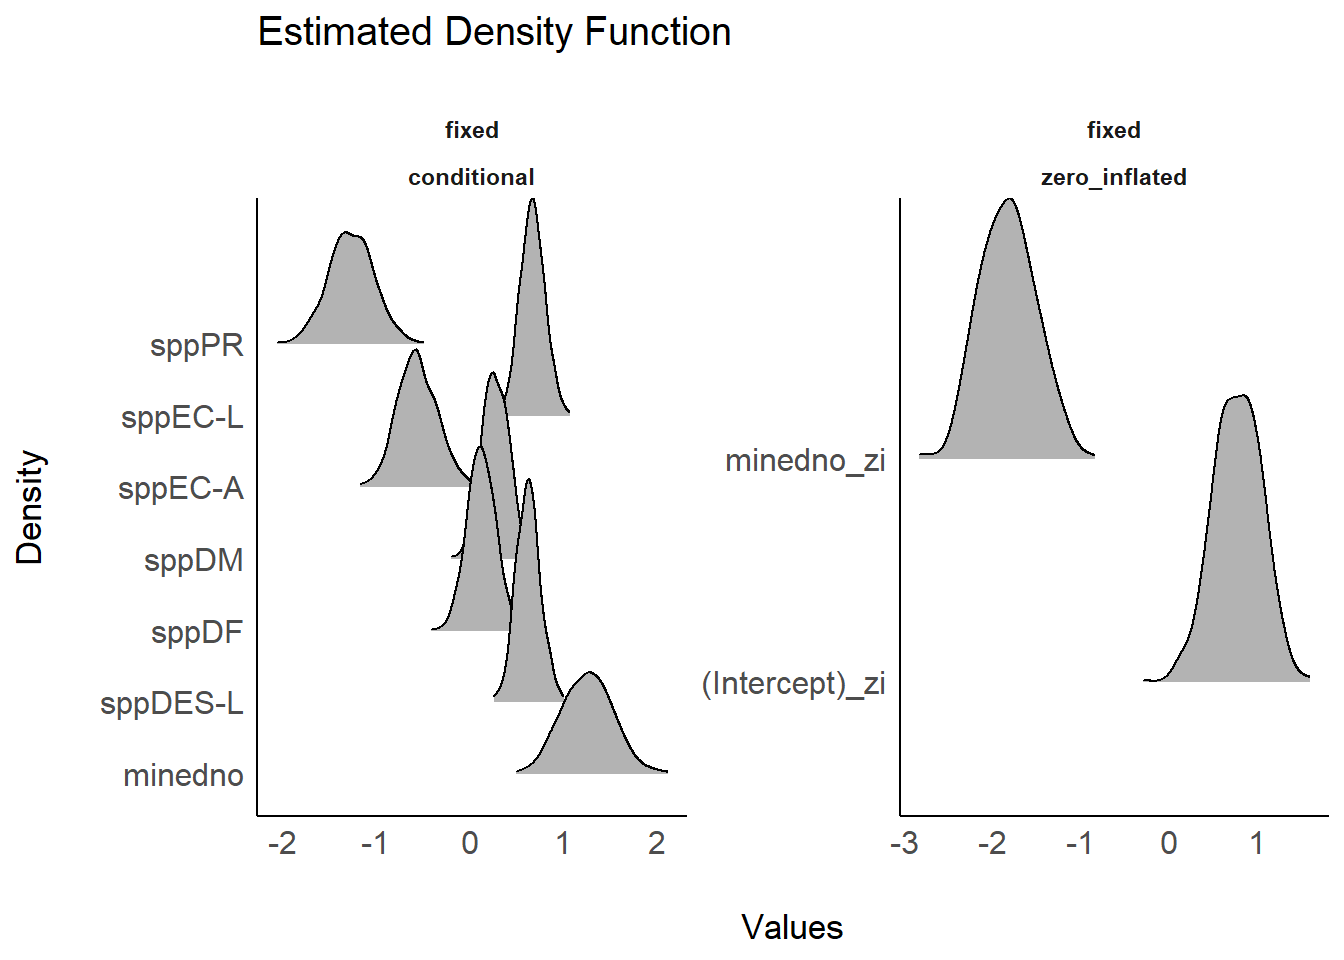 Estimated Density Function
fixed
conditional
fixed
zero_inflated
Density
sppPR
sppEC-L
sppEC-A
sppDM
sppDF
sppDES-L
minedno
-2 -1 0 1 2
minedno_zi
(Intercept)_zi
-3 -2 -1 0 1
Values